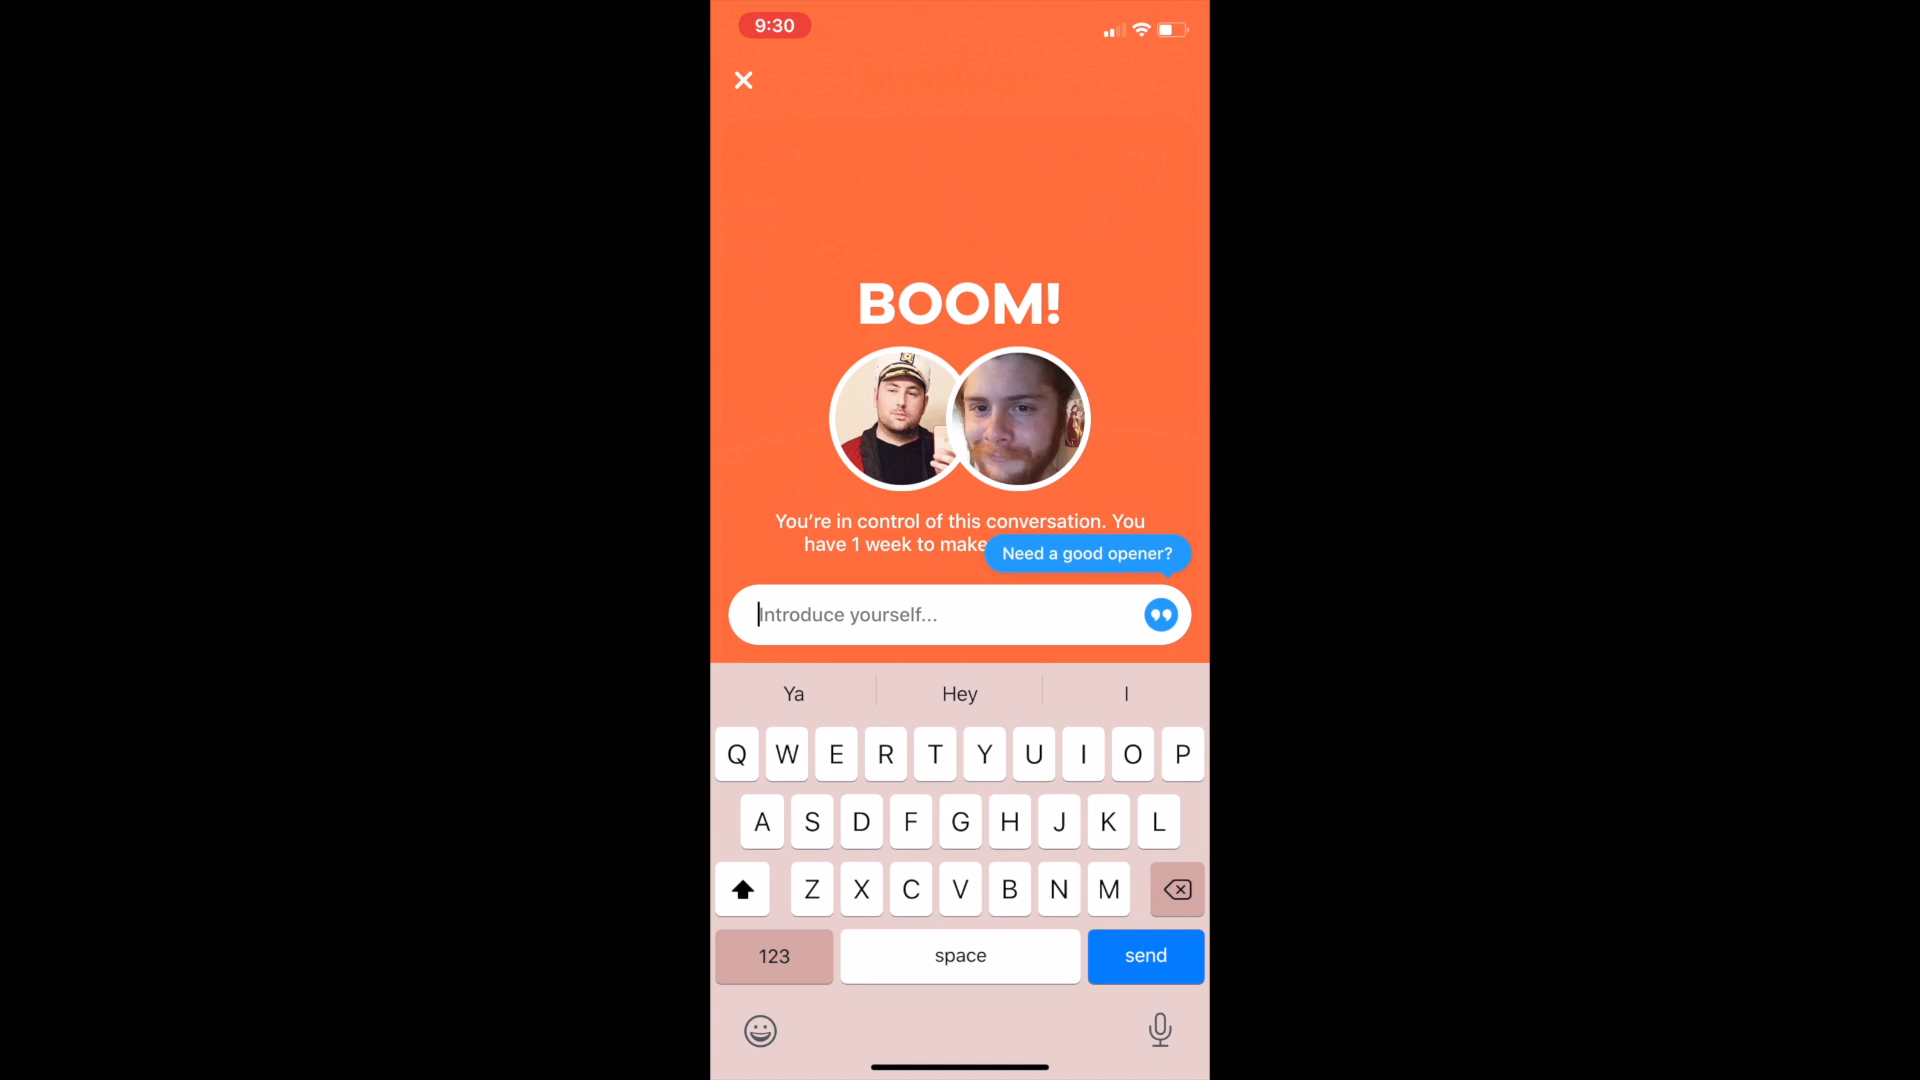 9:30
BOOM!
You're in control of this conversation. You
have 1 week to make
Need a good opener?
Introduce yourself...
Ya Hey I
Q W E R T Y U I O P
A S D F G H J K L
Z X C V B N M
123 space send